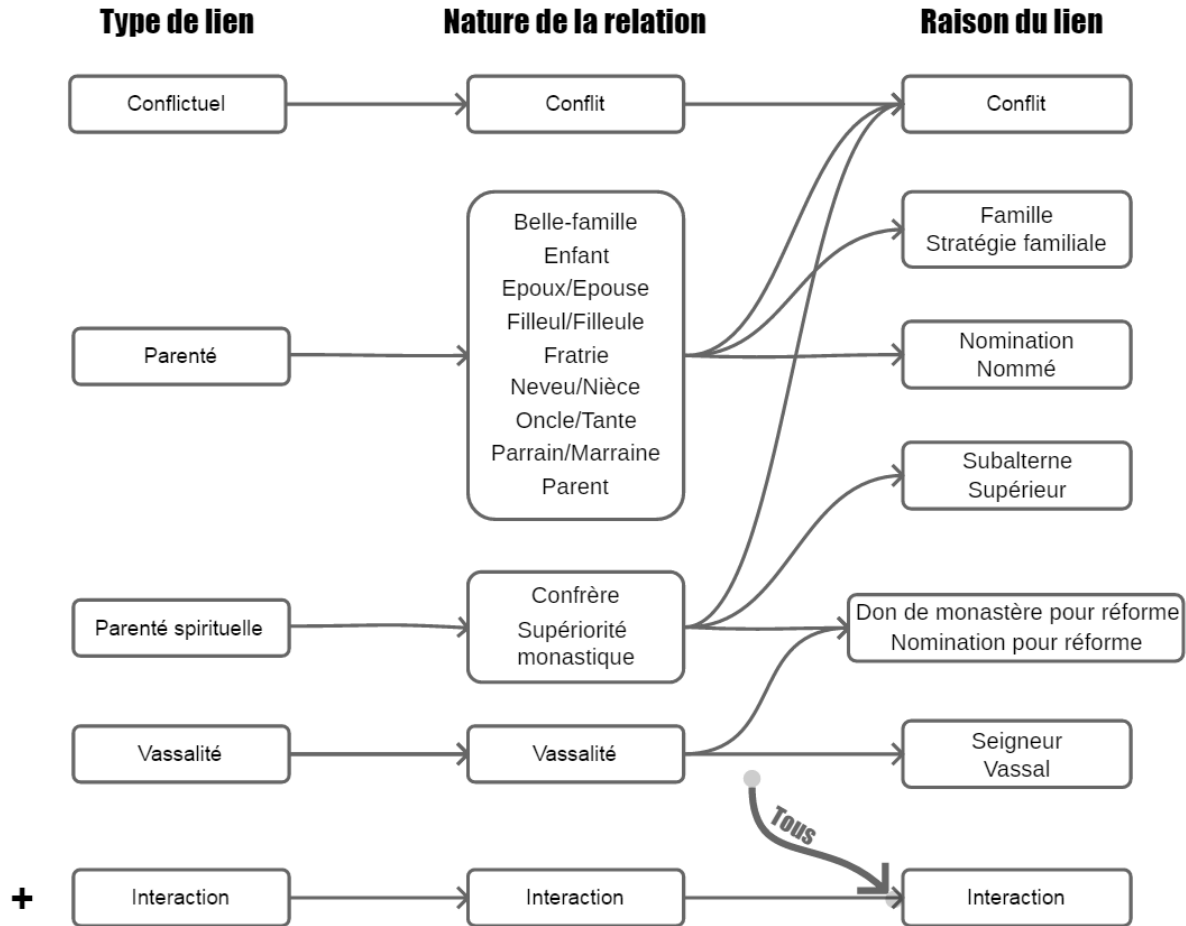 Type de lien
Nature de la relation
Raison du lien
Conflictuel
Conflit
Conflit
Famille
Stratégie familiale
Parenté
Belle-famille
Enfant
Epoux/Epouse
Filleul/Filleule
Fratrie
Neveu/Nièce
Oncle/Tante
Parrain/Marraine
Parent
Nomination
Nommé
Subalterne
Supérieur
Parenté spirituelle
Confrère
Supériorité
monastique
Don de monastère pour réforme
Nomination pour réforme
Vassalité
Vassalité
Seigneur
Vassal
Tous
+
Interaction
Interaction
Interaction